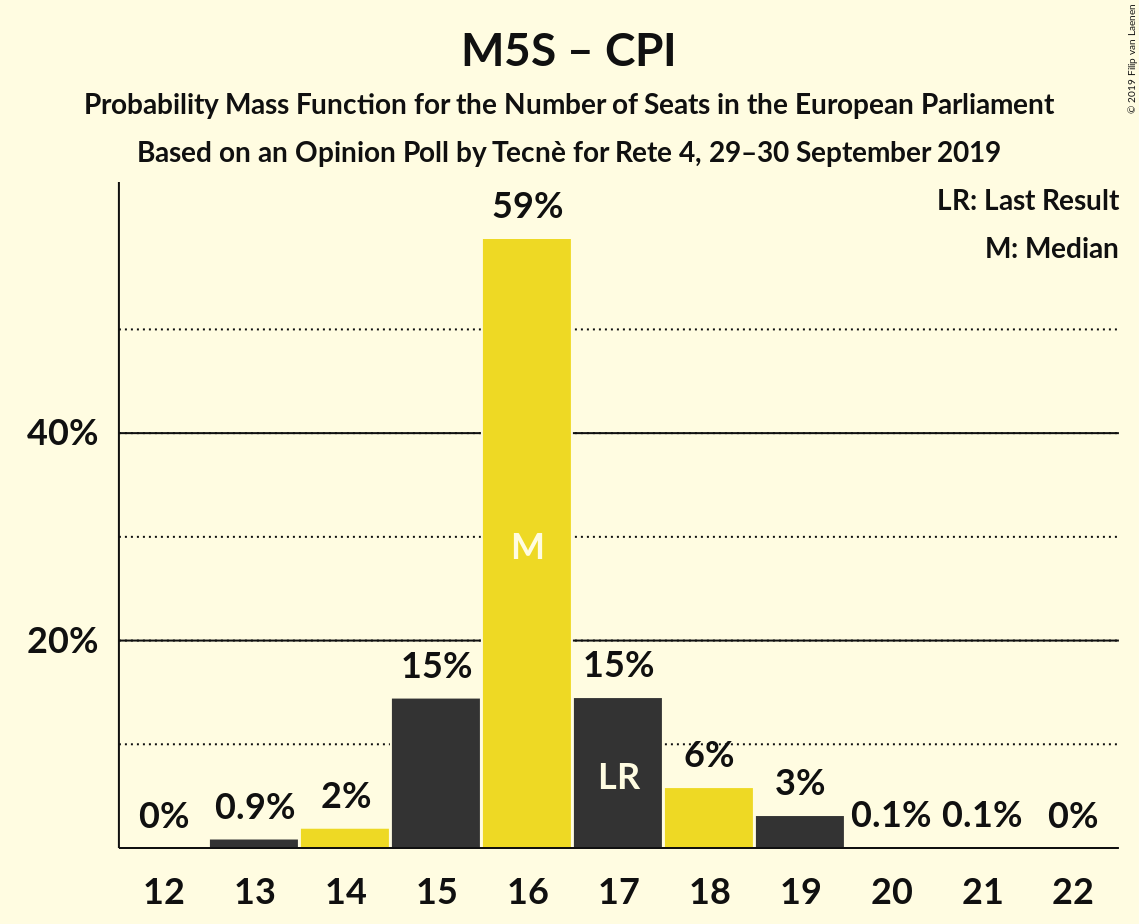 M5S – CPI
Probability Mass Function for the Number of Seats in the European Parliament
Based on an Opinion Poll by Tecnè for Rete 4, 29–30 September 2019
© 2019 Filip van Laenen
LR: Last Result
M: Median
59%
40%
M
20%
15%
15%
LR
6%
3%
2%
0.9%
0%
0.1%
0.1%
0%
12 13 14 15 16 17 18 19 20 21 22